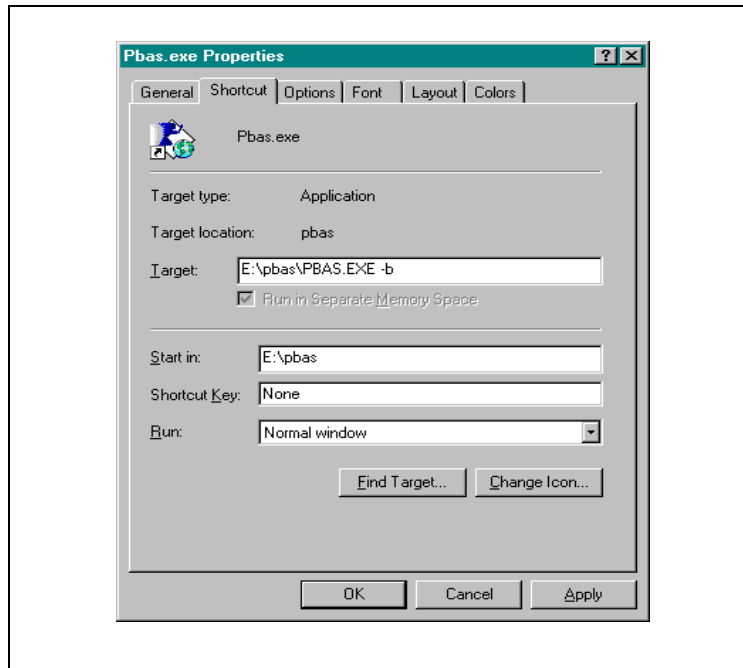 Pbas.exe Properties
General Shortcut Options Font Layout Colors
Pbas.exe
Target type: Application
Target location: pbas
Target: E:\pbas\PBAS.EXE -b
Run in Separate Memory Space
Start in: E:\pbas
Shortcut Key: None
Run: Normal window
Find Target... Change Icon...
OK Cancel Apply